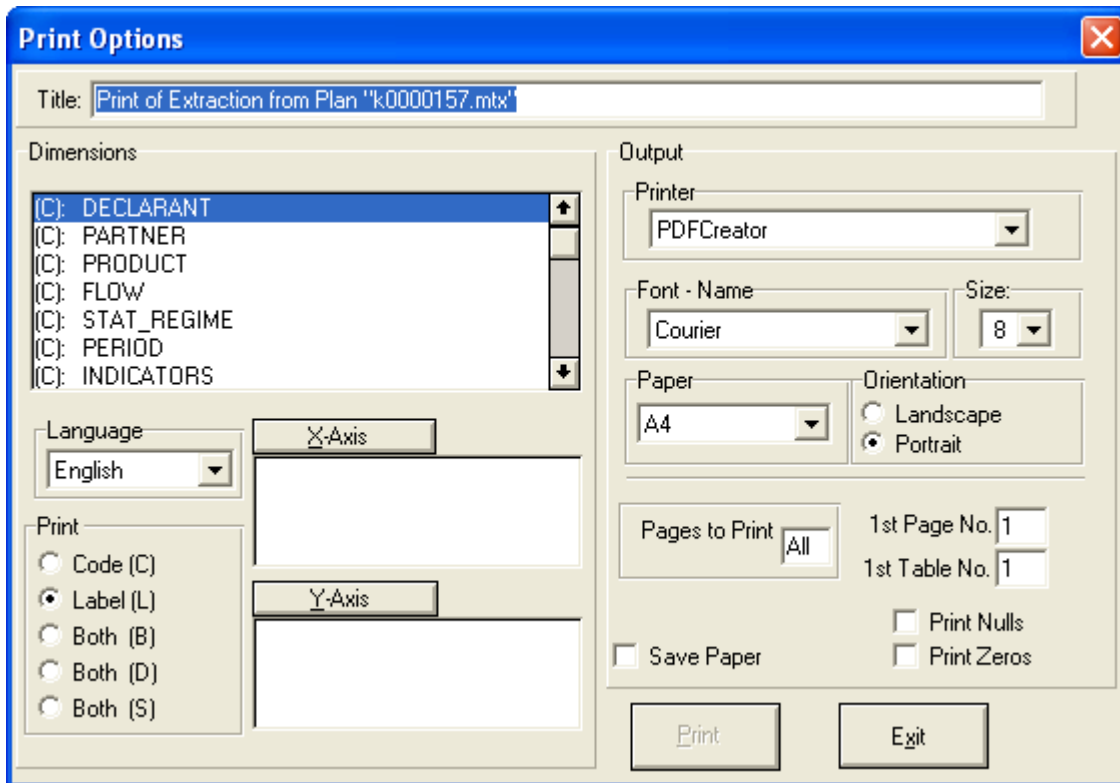 Print Options
Title: Print of Extraction from Plan "k0000157.mtx"
Dimensions
(C): DECLARANT
(C): PARTNER
(C): PRODUCT
(C): FLOW
(C): STAT_REGIME
(C): PERIOD
(C): INDICATORS
Language
English
X-Axis
Print
Code (C)
Label (L)
Both (B)
Both (D)
Both (S)
Y-Axis
Output
Printer
PDFCreator
Font - Name
Courier
Size:
8
Paper
A4
Orientation
Landscape
Portrait
Pages to Print All
1st Page No. 1
1st Table No. 1
Print Nulls
Save Paper
Print Zeros
Print
Exit